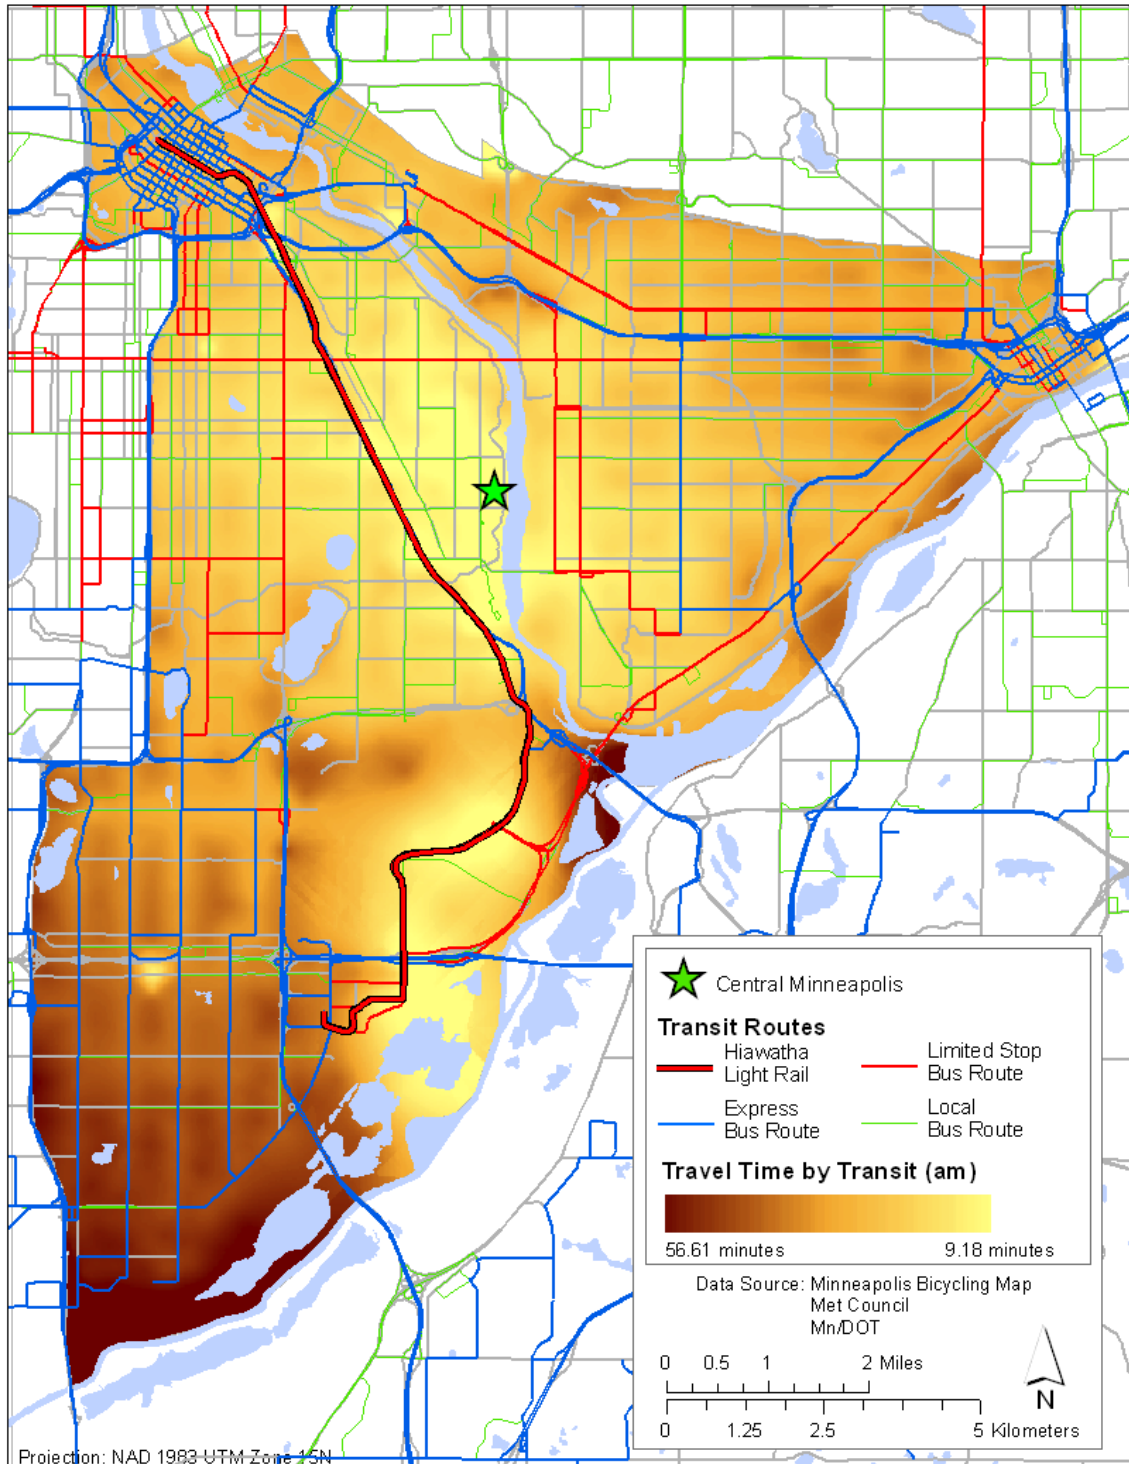 Central Minneapolis
Transit Routes
Hiawatha
Light Rail
Limited Stop
Bus Route
Express
Bus Route
Local
Bus Route
Travel Time by Transit (am)
56.61 minutes 9.18 minutes
Data Source: Minneapolis Bicycling Map
Met Council
Mn/DOT
0 0.5 1 2 Miles
0 1.25 2.5 5 Kilometers
N
Projection: NAD 1983 UTM Zone 15N